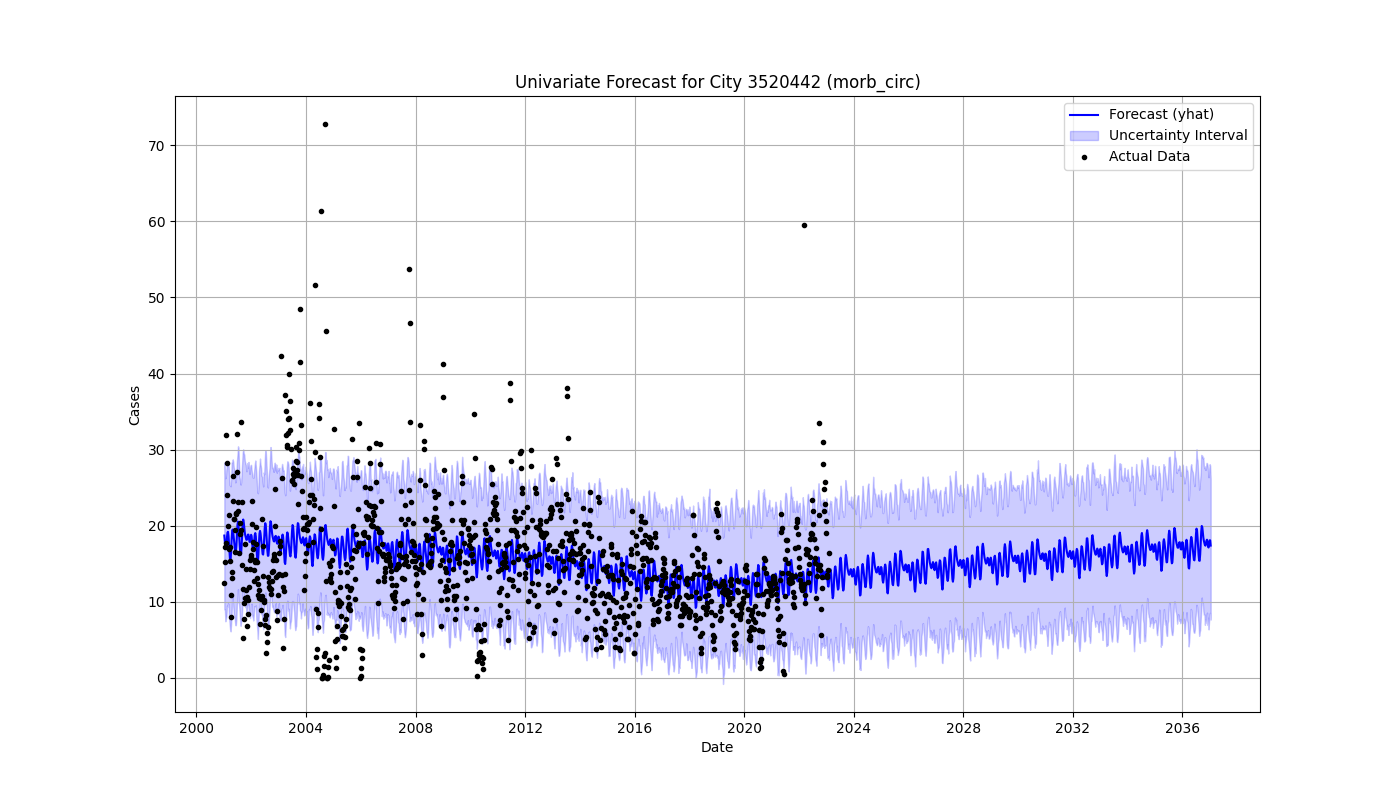 Univariate Forecast for City 3520442 (morb_circ)
Forecast (yhat)
Uncertainty Interval
Actual Data
Cases
70
60
50
40
30
20
10
0
2000 2004 2008 2012 2016 2020 2024 2028 2032 2036
Date